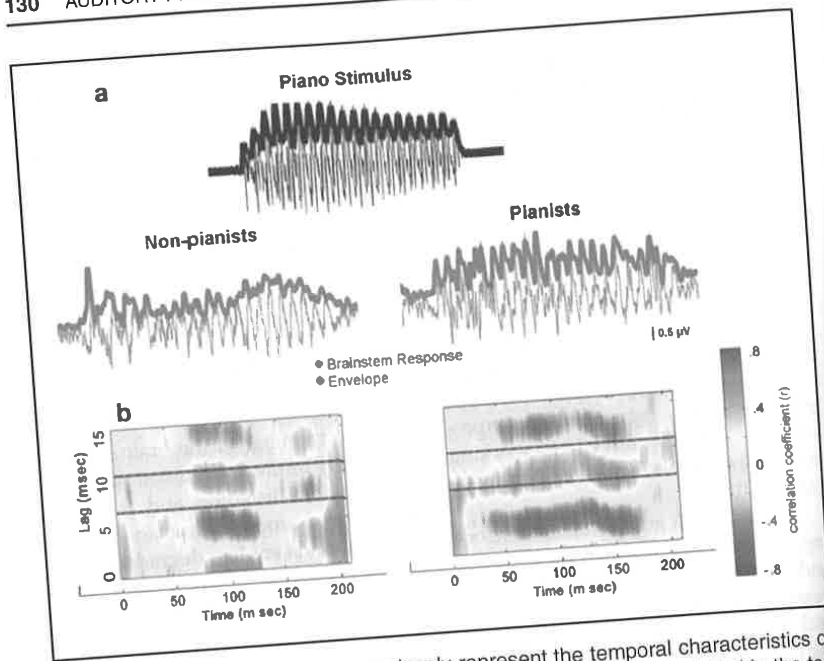 130
a
Piano Stimulus
Non-pianists
Pianists
0.5 µV
Brainstem Response
Envelope
b
Lag (msec)
15
10
5
0
0 50 100 150 200
Time (m sec)
0 50 100 150 200
Time (m sec)
.8
.4
0
-.4
-.8
correlation coefficient (r)
represent the temporal characteristics